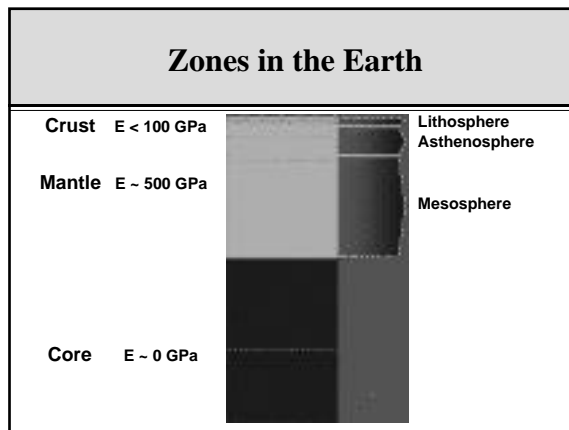 Zones in the Earth
Crust E < 100 GPa
Lithosphere
Asthenosphere
Mantle E ~ 500 GPa
Mesosphere
Core E ~ 0 GPa